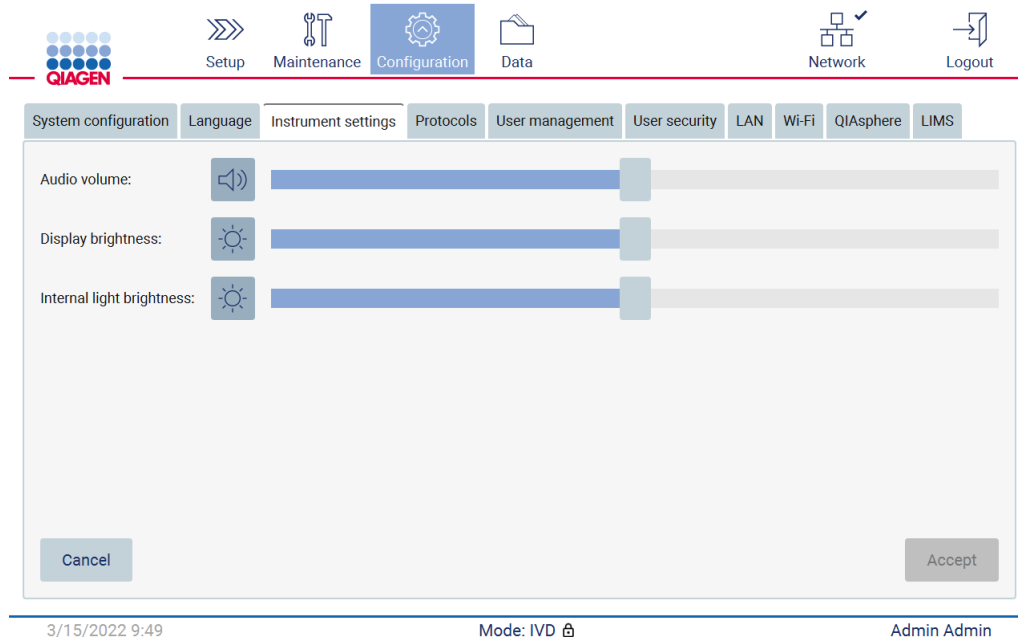 QIAGEN
Setup
Maintenance
Configuration
Data
Network
Logout
System configuration
Language
Instrument settings
Protocols
User management
User security
LAN
Wi-Fi
QIAsphere
LIMS
Audio volume:
Display brightness:
Internal light brightness:
Cancel
Accept
3/15/2022 9:49
Mode: IVD
Admin Admin